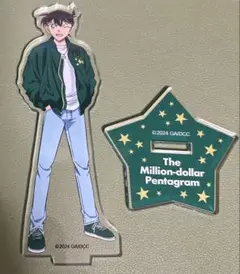 ©2024 GA/DCC
©2024 GA/DCC
The
Million-dollar
Pentagram